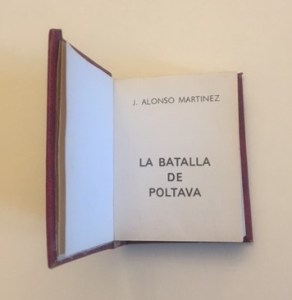 J. ALONSO MARTINEZ
LA BATALLA
DE
POLTAVA